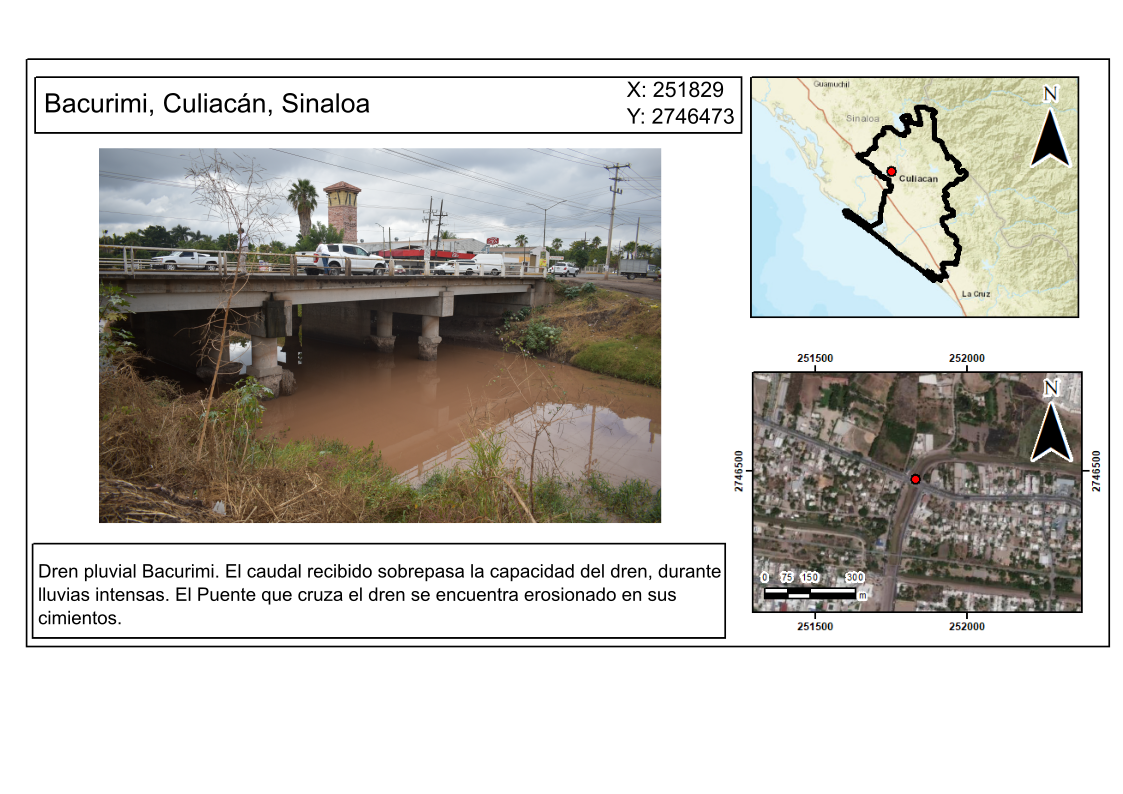 Bacurimi, Culiacán, Sinaloa
X: 251829
Y: 2746473
Guamuchil
Sinaloa
N
Culiacan
La Cruz
251500 252000
N
2746500 2746500
0 75 150 300
m
251500 252000
Dren pluvial Bacurimi. El caudal recibido sobrepasa la capacidad del dren, durante
lluvias intensas. El Puente que cruza el dren se encuentra erosionado en sus
cimientos.